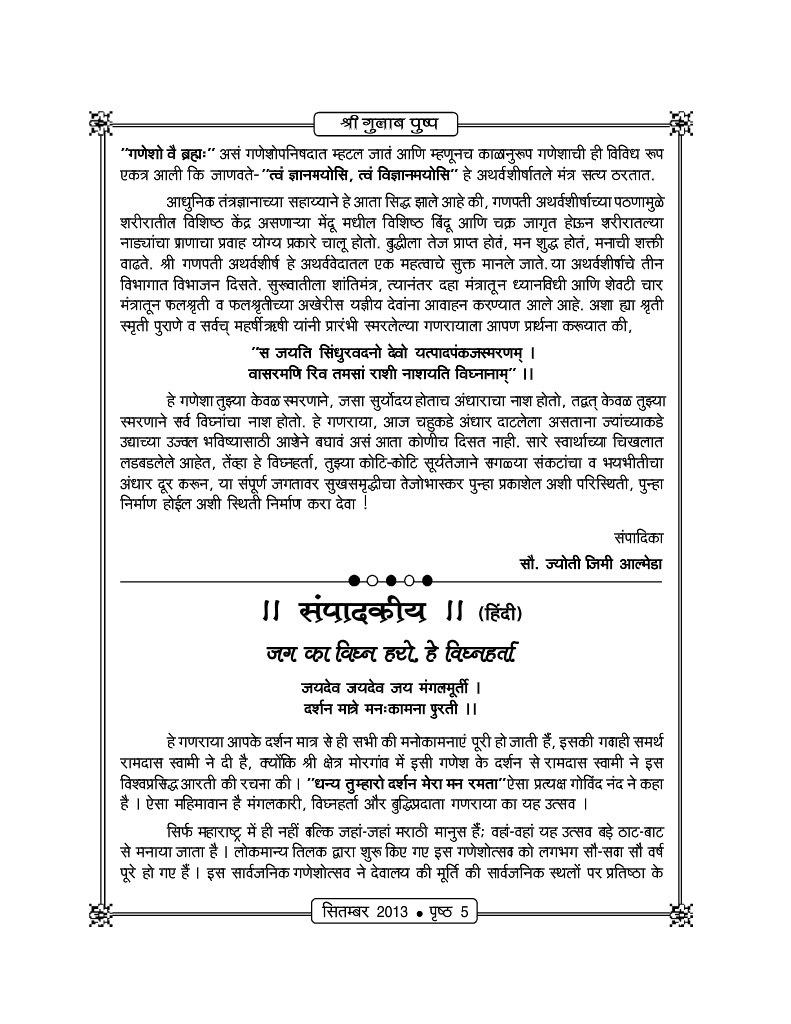 श्री गुलाब पुष्प
"गणेशो वै ब्रह्मः" असं गणेशोपनिषदात म्हटल जातं आणि म्हणूनच काळानुरूप गणेशाची ही विविध रूप
एकत्र आली कि जाणवते-"त्वं ज्ञानमयोसि, त्वं विज्ञानमयोसि" हे अथर्वशीर्षातले मंत्र सत्य ठरतात.
आधुनिक तंत्रज्ञानाच्या सहाय्याने हे आता सिद्ध झाले आहे की, गणपती अथर्वशीर्षाच्या पठणामुळे
शरीरातील विशिष्ठ केंद्र असणाऱ्या मेंदू मधील विशिष्ठ बिंदू आणि चक्र जागृत होऊन शरीरातल्या
नाड्यांचा प्राणाचा प्रवाह योग्य प्रकारे चालू होतो. बुद्धीला तेज प्राप्त होतं, मन शुद्ध होतं, मनाची शक्ती
वाढते. श्री गणपती अथर्वशीर्ष हे अथर्ववेदातल एक महत्वाचे सुक्त मानले जाते. या अथर्वशीर्षाचे तीन
विभागात विभाजन दिसते. सुरूवातीला शांतिमंत्र, त्यानंतर दहा मंत्रातून ध्यानविधी आणि शेवटी चार
मंत्रातून फलश्रृती व फलश्रृतीच्या अखेरीस यज्ञीय देवांना आवाहन करण्यात आले आहे. अशा ह्या श्रृती
स्मृती पुराणे व सर्वच् महर्षीऋषी यांनी प्रारंभी स्मरलेल्या गणरायाला आपण प्रार्थना करूयात की,
"स जयति सिंधुरवदनो देवो यत्पादपंकजस्मरणम् ।
वासरमणि रिव तमसां राशी नाशयति विघ्नानाम्" ।।
हे गणेशा तुझ्या केवळ स्मरणाने, जसा सुर्योदय होताच अंधाराचा नाश होतो, तद्वत् केवळ तुझ्या
स्मरणाने सर्व विघ्नांचा नाश होतो. हे गणराया, आज चहुकडे अंधार दाटलेला असताना ज्यांच्याकडे
उद्याच्या उज्वल भविष्यासाठी आशेने बघावं असं आता कोणीच दिसत नाही. सारे स्वार्थाच्या चिखलात
लडबडलेले आहेत, तेंव्हा हे विघ्नहर्ता, तुझ्या कोटि-कोटि सूर्यतेजाने सगळ्या संकटांचा व भयभीतीचा
अंधार दूर करून, या संपूर्ण जगतावर सुखसमृद्धीचा तेजोभास्कर पुन्हा प्रकाशेल अशी परिस्थिती, पुन्हा
निर्माण होईल अशी स्थिती निर्माण करा देवा !
संपादिका
सौ. ज्योती जिमी आल्मेडा
।। संपादकीय ।। (हिंदी)
जग का विघ्न हरो, हे विघ्नहर्ता
जयदेव जयदेव जय मंगलमूर्ती ।
दर्शन मात्रे मनःकामना पुरती ।।
हे गणराया आपके दर्शन मात्र से ही सभी की मनोकामनाएं पूरी हो जाती हैं, इसकी गवाही समर्थ
रामदास स्वामी ने दी है, क्योंकि श्री क्षेत्र मोरगांव में इसी गणेश के दर्शन से रामदास स्वामी ने इस
विश्वप्रसिद्ध आरती की रचना की । "धन्य तुम्हारो दर्शन मेरा मन रमता"ऐसा प्रत्यक्ष गोविंद नंद ने कहा
है । ऐसा महिमावान है मंगलकारी, विघ्नहर्ता और बुद्धिप्रदाता गणराया का यह उत्सव ।
सिर्फ महाराष्ट्र में ही नहीं बल्कि जहां-जहां मराठी मानुस हैं; वहां-वहां यह उत्सव बड़े ठाट-बाट
से मनाया जाता है । लोकमान्य तिलक द्वारा शुरू किए गए इस गणेशोत्सव को लगभग सौ-सवा सौ वर्ष
पूरे हो गए हैं । इस सार्वजनिक गणेशोत्सव ने देवालय की मूर्ति की सार्वजनिक स्थलों पर प्रतिष्ठा के
सितम्बर 2013 ● पृष्ठ 5